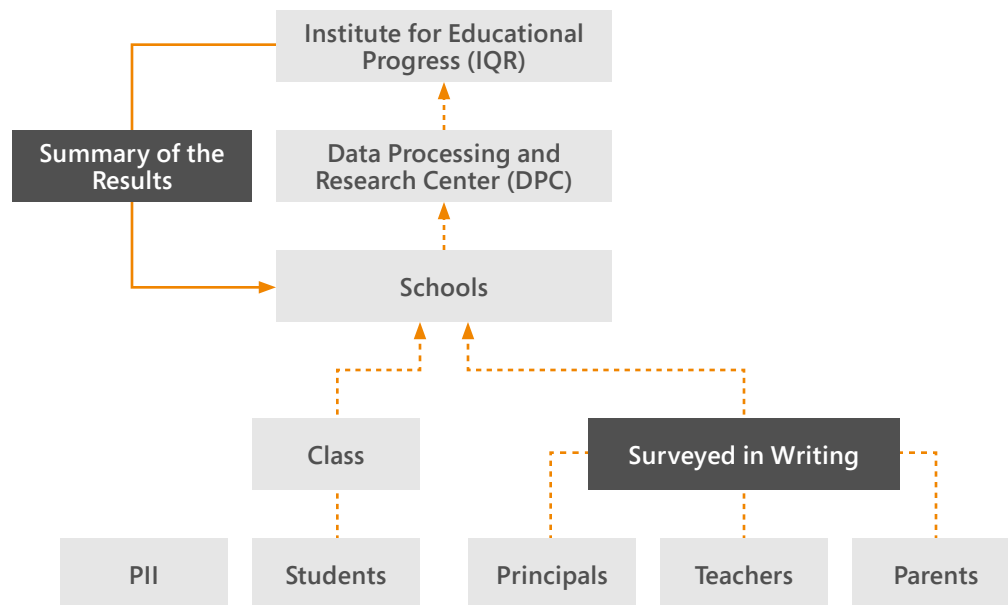 Institute for Educational
Progress (IQR)
Summary of the
Results
Data Processing and
Research Center (DPC)
Schools
Class
Surveyed in Writing
PII
Students
Principals
Teachers
Parents